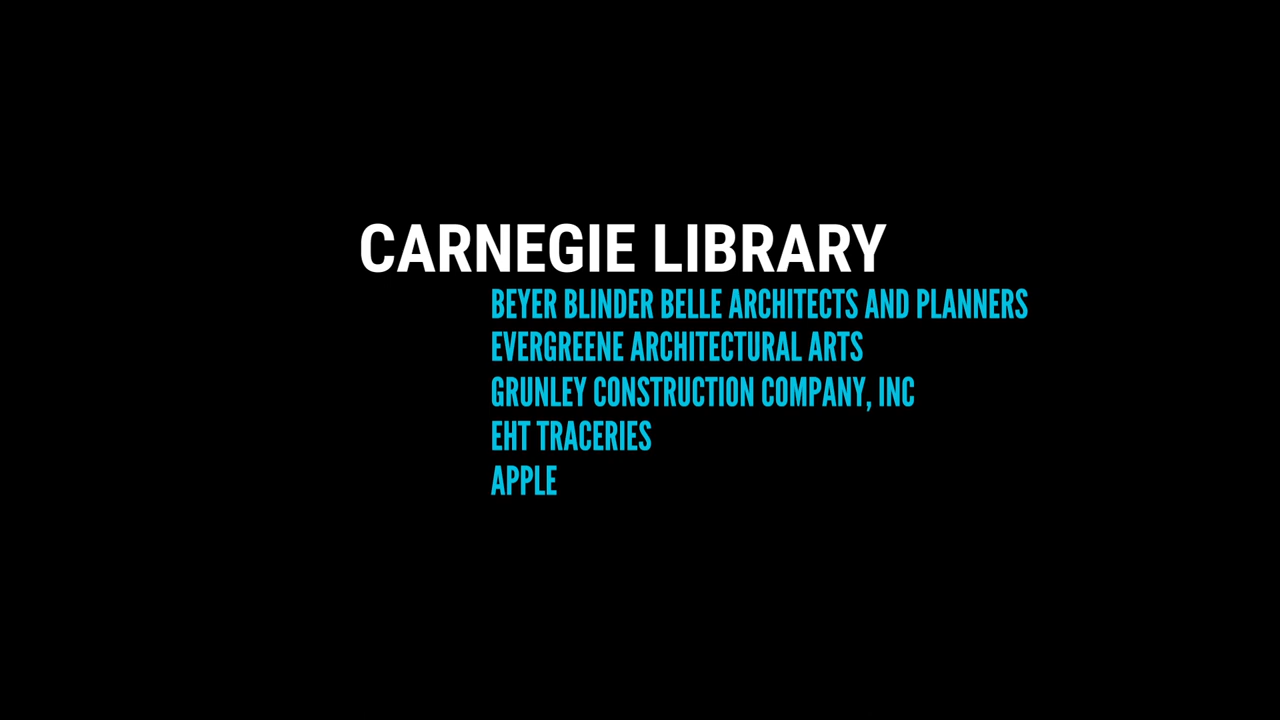 CARNEGIE LIBRARY
BEYER BLINDER BELLE ARCHITECTS AND PLANNERS
EVERGREENE ARCHITECTURAL ARTS
GRUNLEY CONSTRUCTION COMPANY, INC
EHT TRACERIES
APPLE